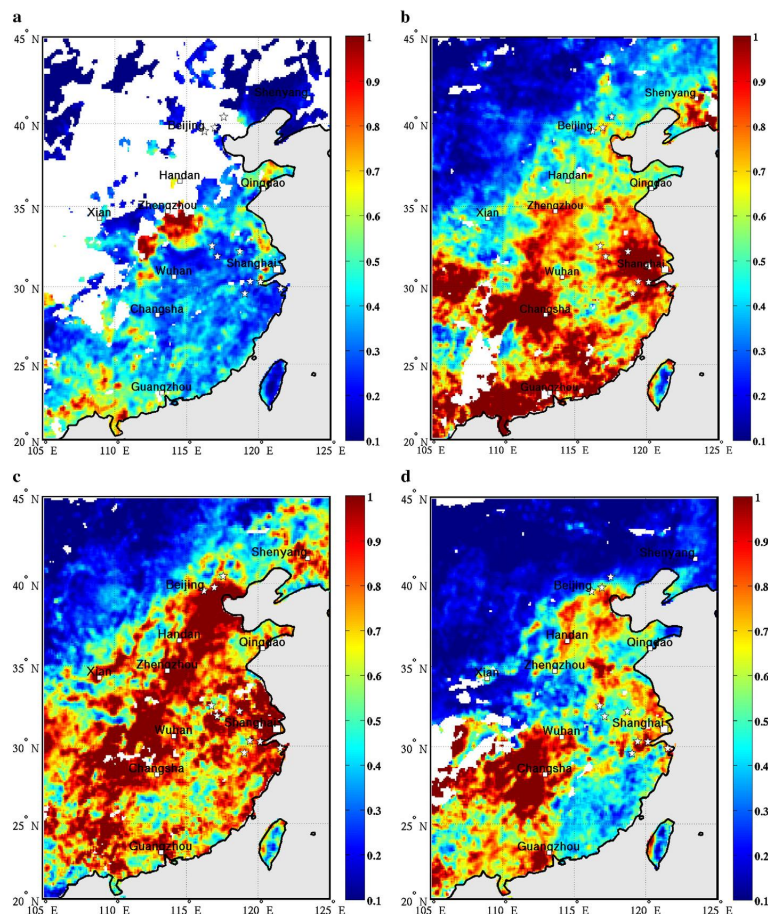 a
45° N
40° N
35° N
30° N
25° N
20° N
105° E
110° E
115° E
120° E
125° E
Shenyang
Beijing
Handan
Qingdao
Zhengzhou
Xian
Shanghai
Wuhan
Changsha
Guangzhou
1
0.9
0.8
0.7
0.6
0.5
0.4
0.3
0.2
0.1
b
45° N
40° N
35° N
30° N
25° N
20° N
105° E
110° E
115° E
120° E
125° E
Shenyang
Beijing
Handan
Qingdao
Zhengzhou
Xian
Shanghai
Wuhan
Changsha
Guangzhou
1
0.9
0.8
0.7
0.6
0.5
0.4
0.3
0.2
0.1
c
45° N
40° N
35° N
30° N
25° N
20° N
105° E
110° E
115° E
120° E
125° E
Shenyang
Beijing
Handan
Qingdao
Zhengzhou
Xian
Shanghai
Wuhan
Changsha
Guangzhou
1
0.9
0.8
0.7
0.6
0.5
0.4
0.3
0.2
0.1
d
45° N
40° N
35° N
30° N
25° N
20° N
105° E
110° E
115° E
120° E
125° E
Shenyang
Beijing
Handan
Qingdao
Zhengzhou
Xian
Shanghai
Wuhan
Changsha
Guangzhou
1
0.9
0.8
0.7
0.6
0.5
0.4
0.3
0.2
0.1